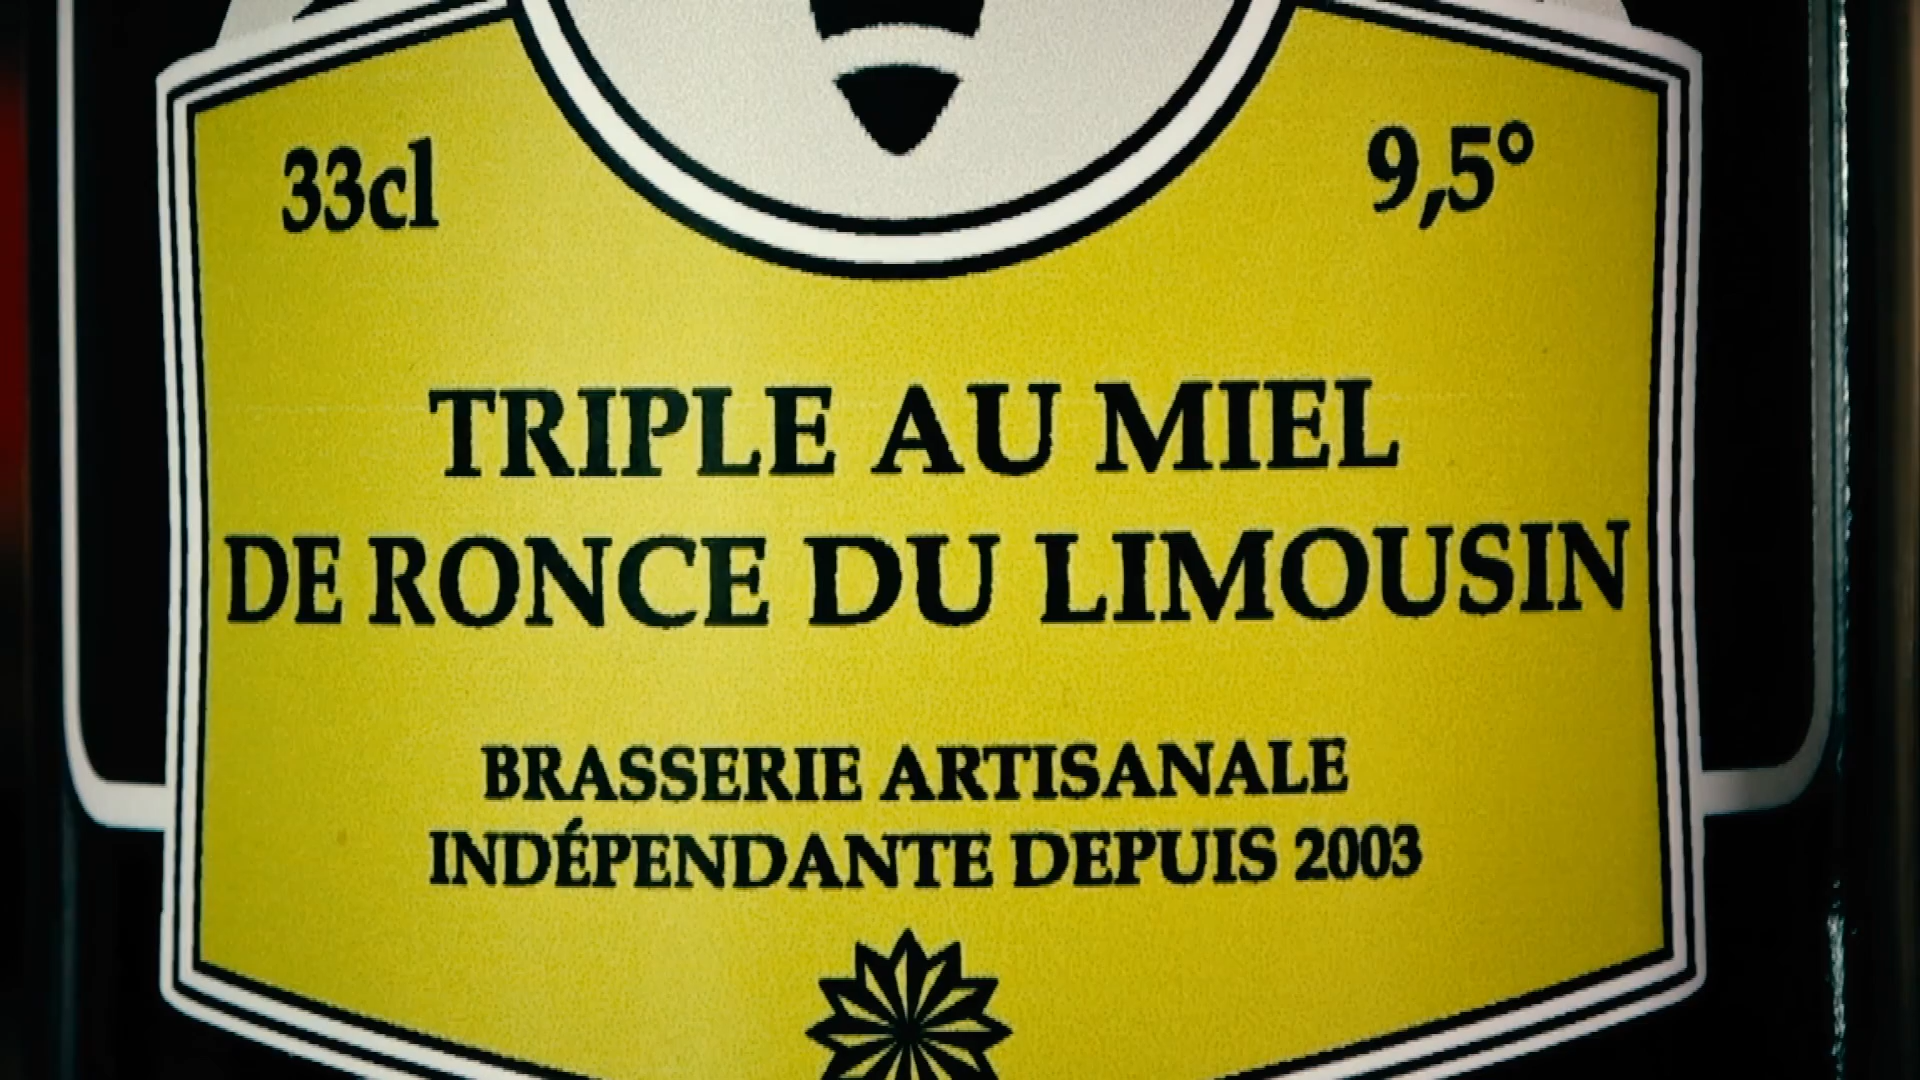 33cl 9,5°
TRIPLE AU MIEL
DE RONCE DU LIMOUSIN
BRASSERIE ARTISANALE
INDÉPENDANTE DEPUIS 2003